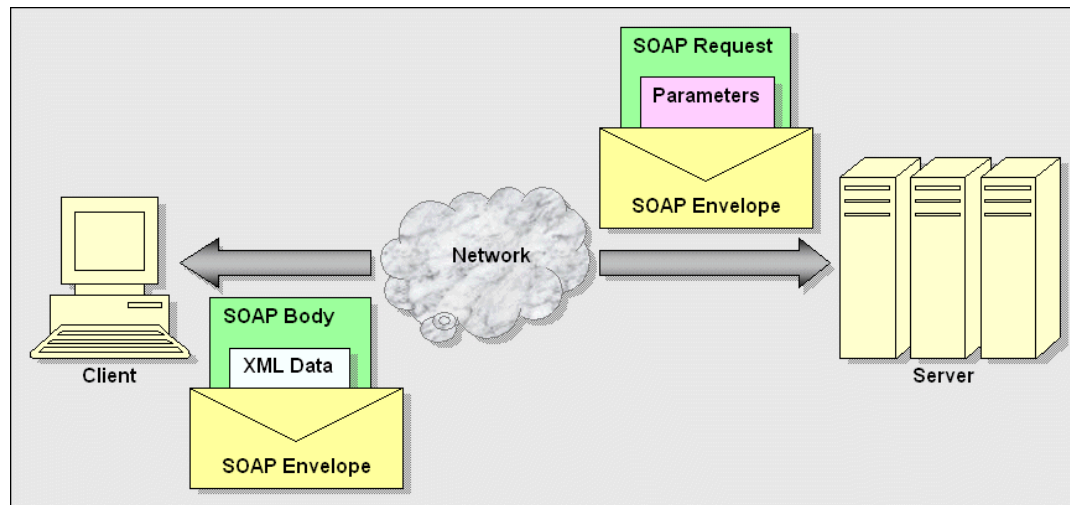 SOAP Request
Parameters
SOAP Envelope
Network
SOAP Body
XML Data
Client
Server
SOAP Envelope